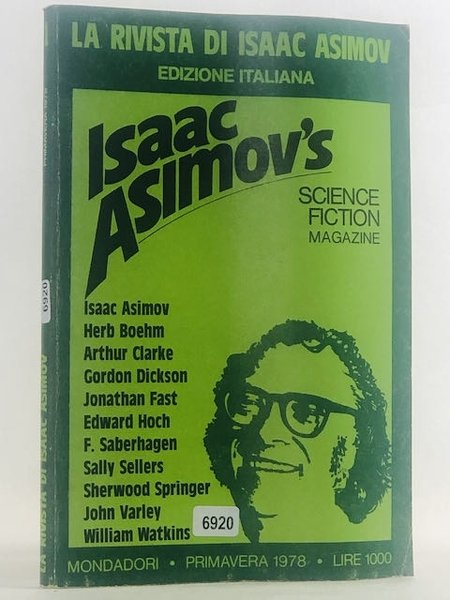 LA RIVISTA DI ISAAC ASIMOV
EDIZIONE ITALIANA
Isaac
Asimov's
SCIENCE
FICTION
MAGAZINE
Isaac Asimov
Herb Boehm
Arthur Clarke
Gordon Dickson
Jonathan Fast
Edward Hoch
F. Saberhagen
Sally Sellers
Sherwood Springer
John Varley
William Watkins
6920
MONDADORI • PRIMAVERA 1978 • LIRE 1000
PRIMAVERA 1978
6920
LA RIVISTA DI ISAAC ASIMOV